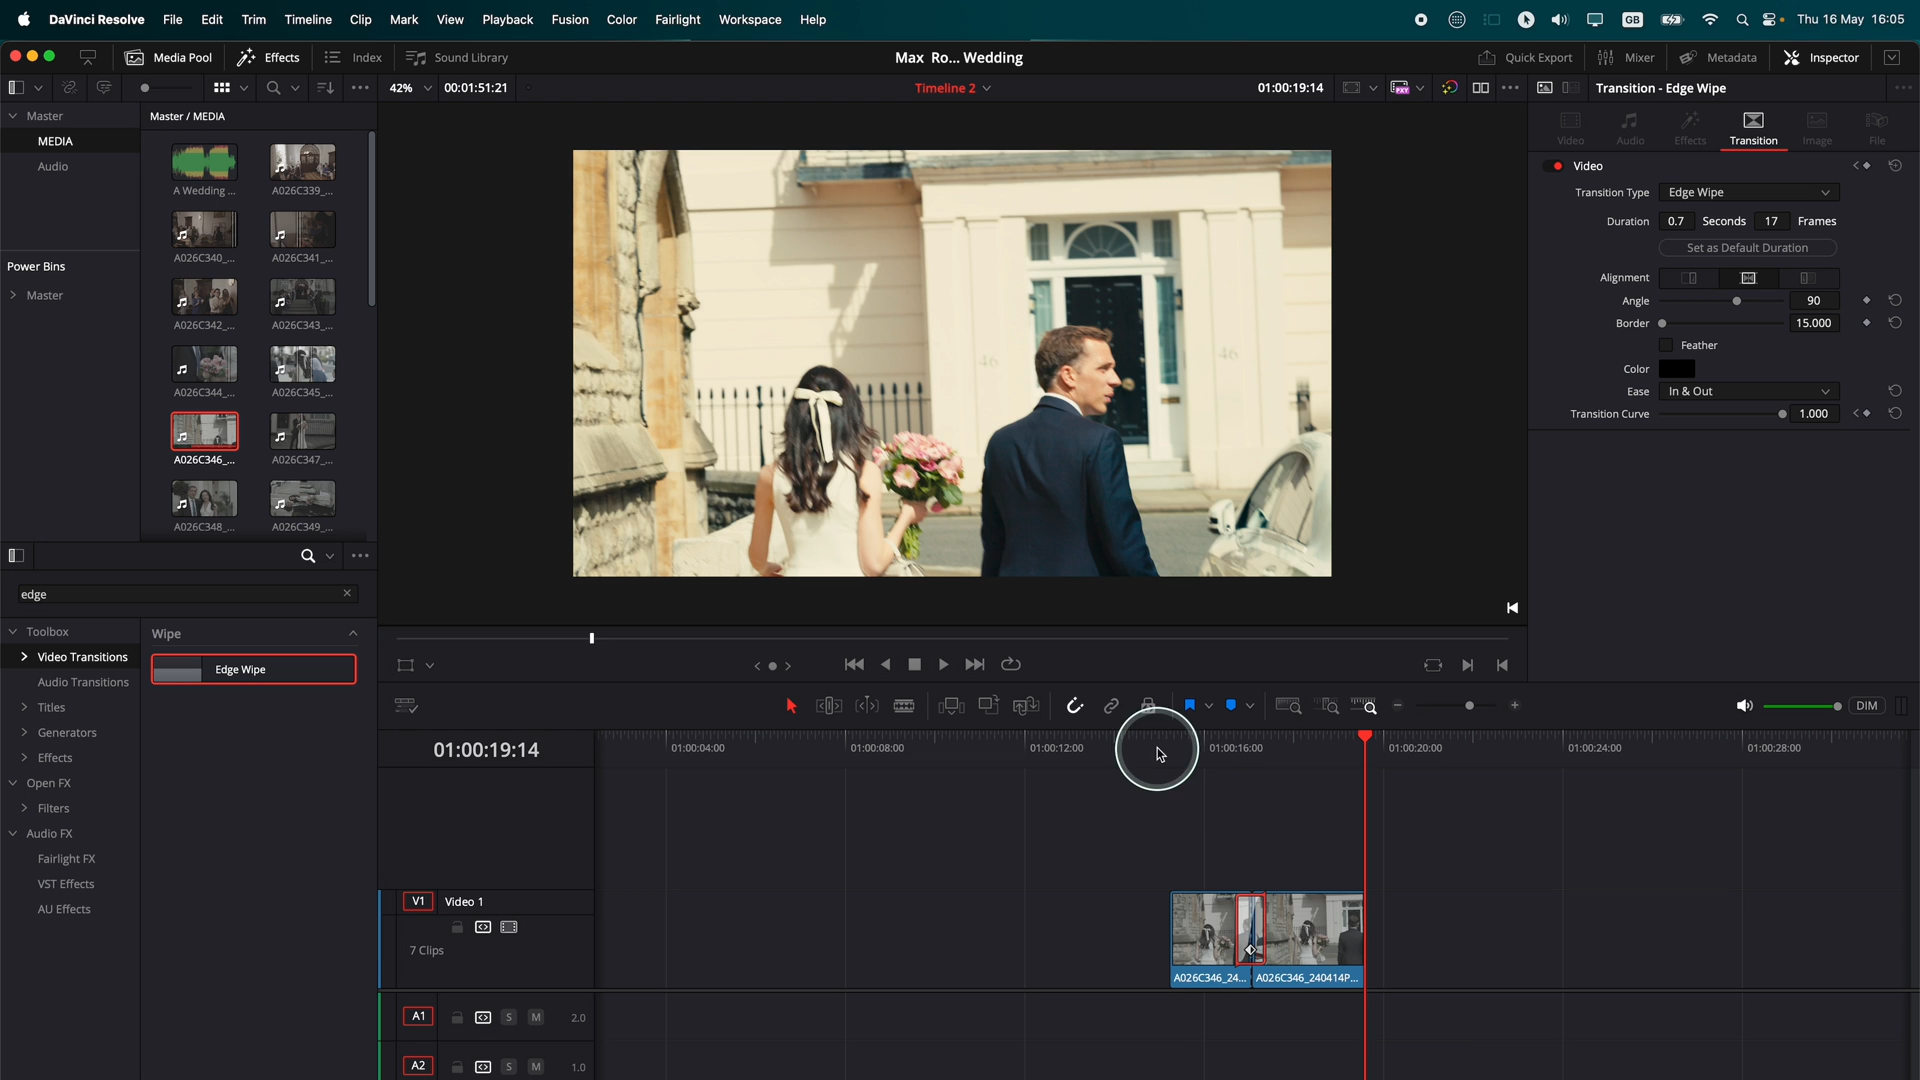 DaVinci Resolve File Edit Trim Timeline Clip Mark View Playback Fusion Color Fairlight Workspace Help
GB Thu 16 May 16:05
Media Pool Effects Index Sound Library
Max Ro... Wedding
Quick Export Mixer Metadata Inspector
42% 00:01:51:21
Timeline 2
01:00:19:14
Transition - Edge Wipe
Master
MEDIA
Audio
Power Bins
Master
Master / MEDIA
A Wedding ... A026C339_...
A026C340_... A026C341_...
A026C342_... A026C343_...
A026C344_... A026C345_...
A026C346_... A026C347_...
A026C348_... A026C349_...
Video Audio Effects Transition Image File
Video
Transition Type Edge Wipe
Duration 0.7 Seconds 17 Frames
Set as Default Duration
Alignment
Angle 90
Border 15.000
Feather
Color
Ease In & Out
Transition Curve 1.000
46 46
edge
Toolbox
Video Transitions
Audio Transitions
Titles
Generators
Effects
Open FX
Filters
Audio FX
Fairlight FX
VST Effects
AU Effects
Wipe
Edge Wipe
DIM
01:00:19:14
01:00:04:00 01:00:08:00 01:00:12:00 01:00:16:00 01:00:20:00 01:00:24:00 01:00:28:00
V1 Video 1
7 Clips
A026C346_24... A026C346_240414P...
A1 S M 2.0
A2 S M 1.0